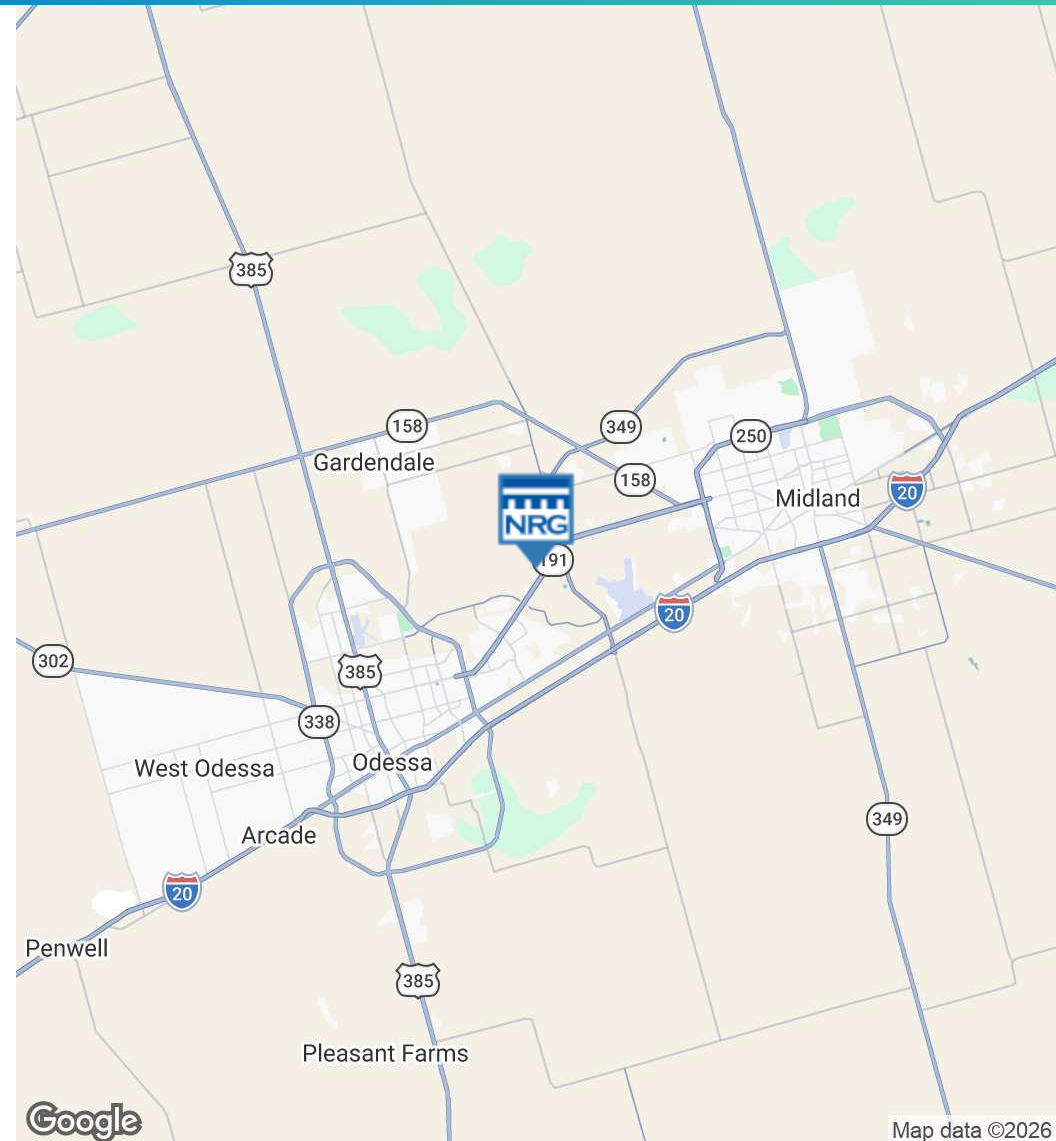 385
158
Gardendale
349
250
158
Midland
20
NRG
191
20
302
385
338
West Odessa
Odessa
Arcade
349
20
Penwell
385
Pleasant Farms
Google
Map data ©2026